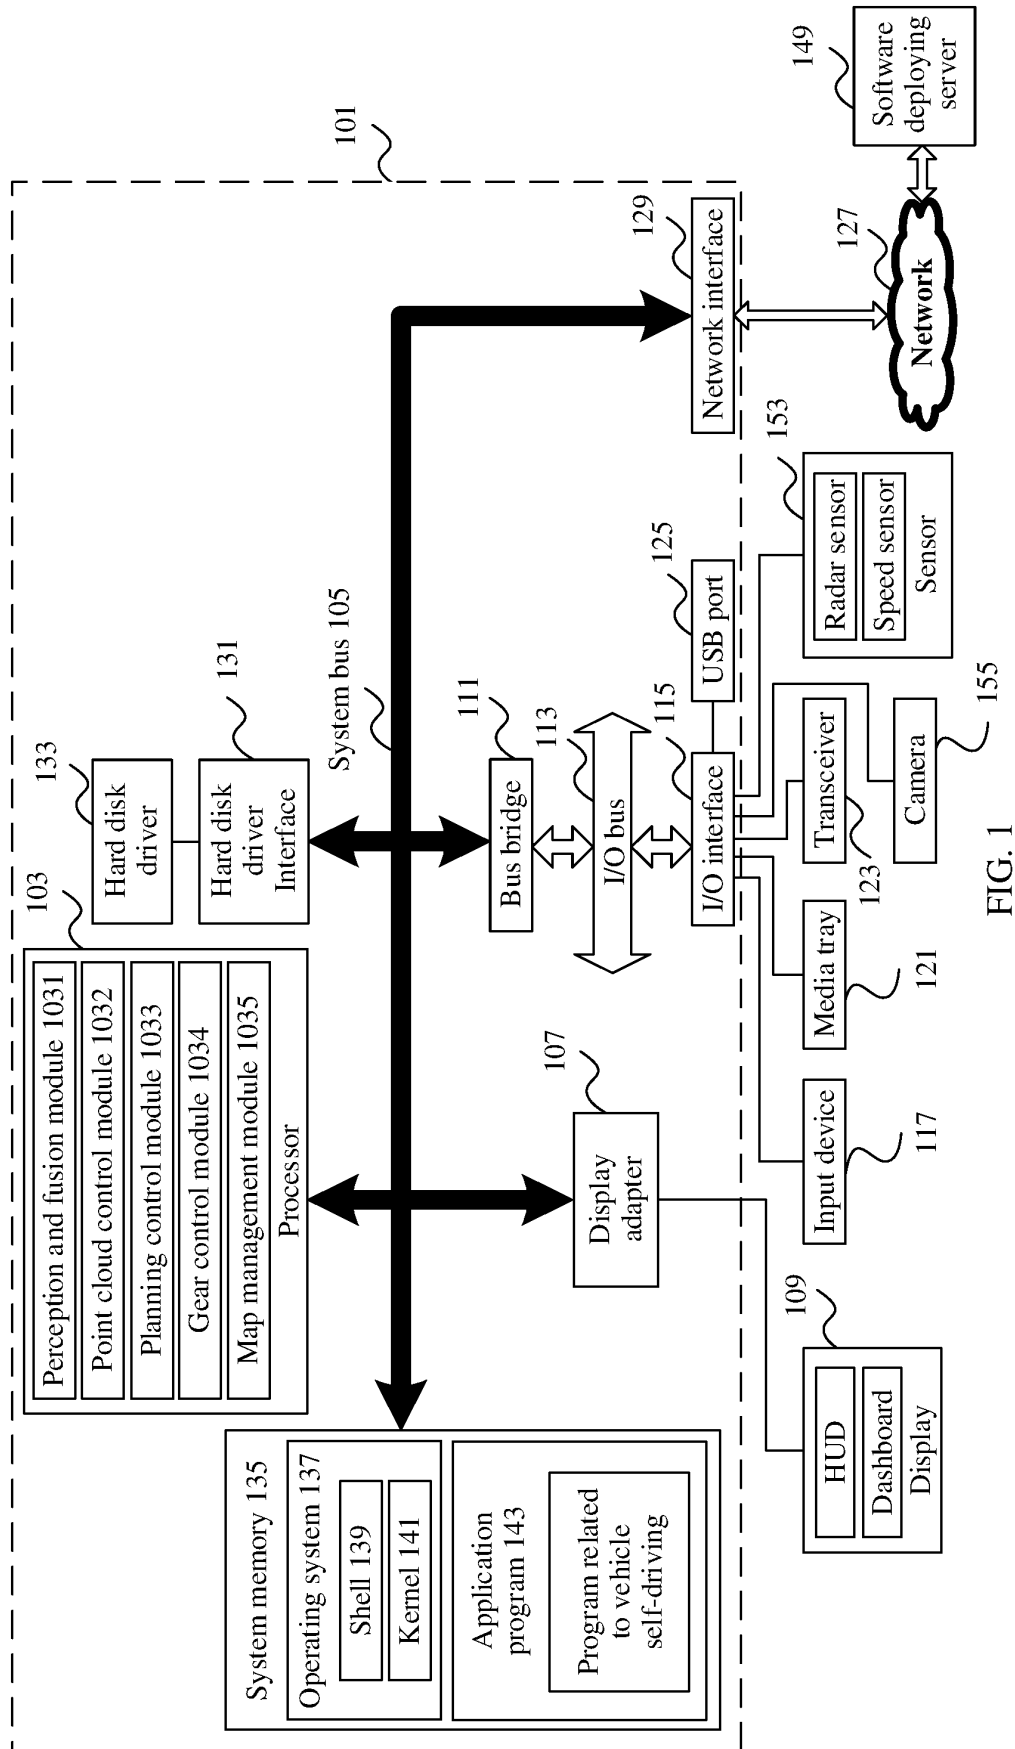 101
System memory 135
Operating system 137
Shell 139
Kernel 141
Application
program 143
Program related
to vehicle
self-driving
103
Perception and fusion module 1031
Point cloud control module 1032
Planning control module 1033
Gear control module 1034
Map management module 1035
Processor
133
Hard disk
driver
131
Hard disk
driver
Interface
System bus 105
107
Display
adapter
111
Bus bridge
113
I/O bus
115
I/O interface
125
USB port
129
Network interface
109
HUD
Dashboard
Display
Input device
117
Media tray
121
Transceiver
123
Camera
155
153
Radar sensor
Speed sensor
Sensor
127
Network
149
Software
deploying
server
FIG. 1